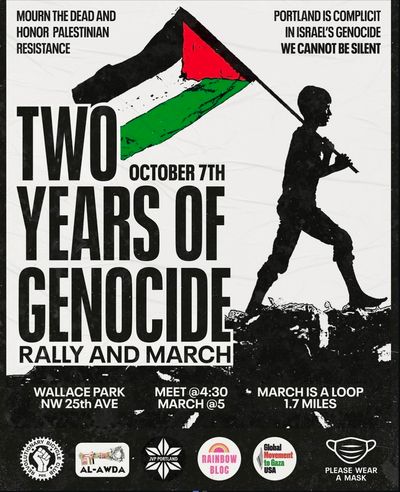 MOURN THE DEAD AND
HONOR PALESTINIAN
RESISTANCE
PORTLAND IS COMPLICIT
IN ISRAEL'S GENOCIDE
WE CANNOT BE SILENT
TWO
OCTOBER 7TH
YEARS OF
GENOCIDE
RALLY AND MARCH
WALLACE PARK
NW 25th AVE
MEET @4:30
MARCH @5
MARCH IS A LOOP
1.7 MILES
AL-AWDA
JVP PORTLAND
RAINBOW
BLOC
Global
Movement
to Gaza
USA
PLEASE WEAR
A MASK